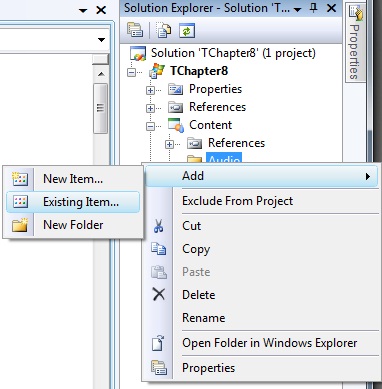 Solution Explorer - Solution 'T...
Solution 'TChapter8' (1 project)
TChapter8
Properties
References
Content
References
Audio
Properties
New Item...
Existing Item...
New Folder
Add
Exclude From Project
Cut
Copy
Paste
Delete
Rename
Open Folder in Windows Explorer
Properties